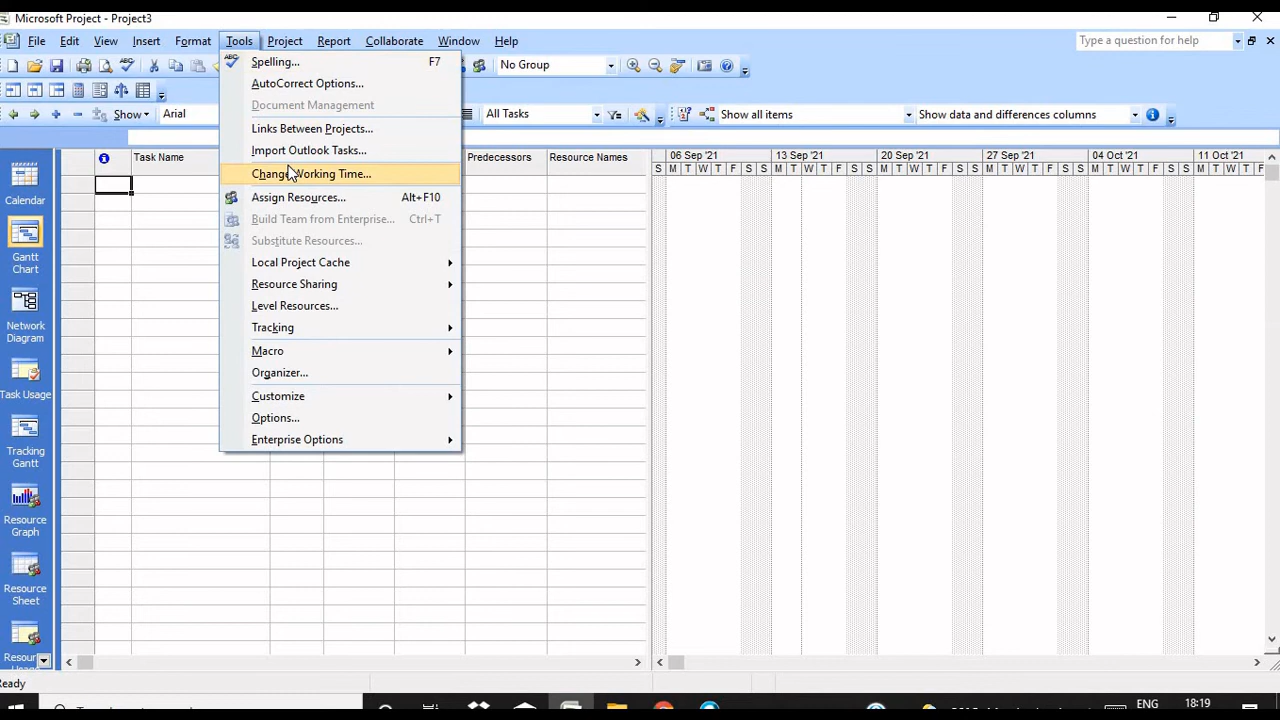 Microsoft Project - Project3
File Edit View Insert Format Tools Project Report Collaborate Window Help
Type a question for help
No Group
Show Arial
All Tasks
Show all items
Show data and differences columns
ABC Spelling... F7
AutoCorrect Options...
Document Management
Links Between Projects...
Import Outlook Tasks...
Change Working Time...
Assign Resources... Alt+F10
Build Team from Enterprise... Ctrl+T
Substitute Resources...
Local Project Cache
Resource Sharing
Level Resources...
Tracking
Macro
Organizer...
Customize
Options...
Enterprise Options
Calendar
Gantt
Chart
Network
Diagram
Task Usage
Tracking
Gantt
Resource
Graph
Resource
Sheet
Task Name
Predecessors
Resource Names
06 Sep '21 13 Sep '21 20 Sep '21 27 Sep '21 04 Oct '21 11 Oct '21
S M T W T F S S M T W T F S S M T W T F S S M T W T F S S M T W T F S S M T W T F
Ready
ENG
18:19